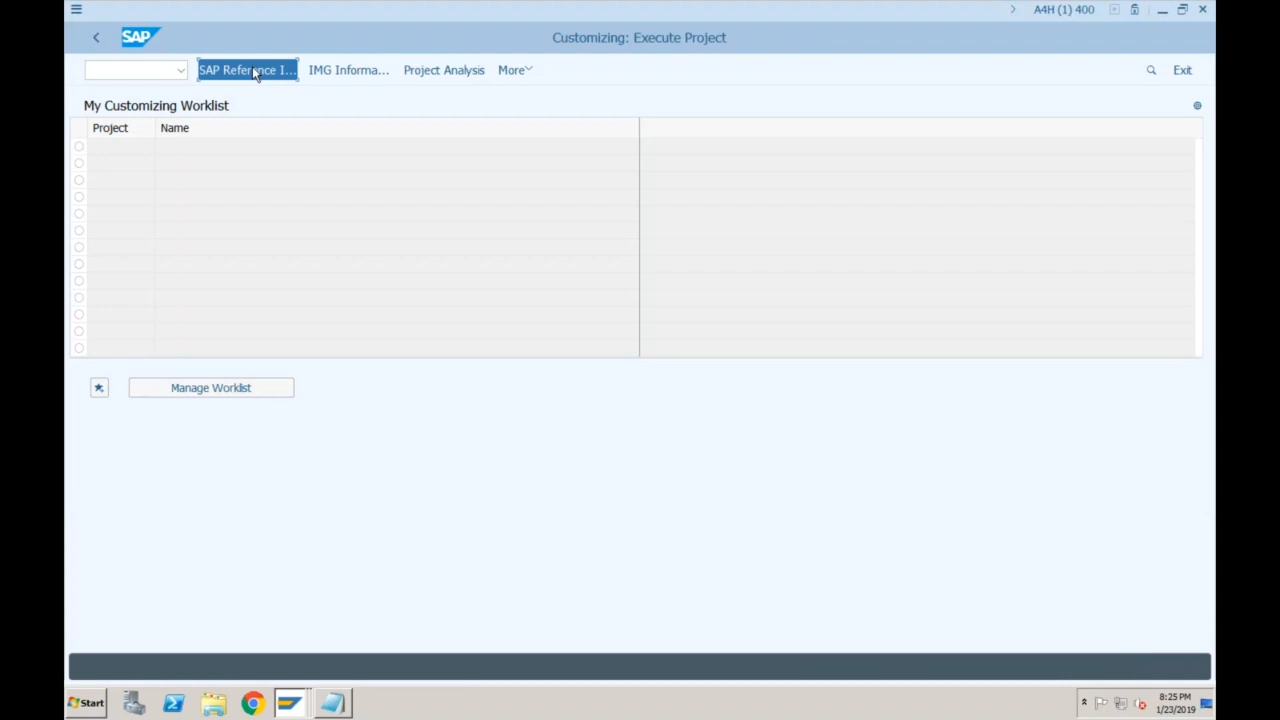 A4H (1) 400
SAP
Customizing: Execute Project
SAP Reference I...
IMG Informa...
Project Analysis
More
Exit
My Customizing Worklist
Project
Name
Manage Worklist
Start
8:25 PM
1/23/2019